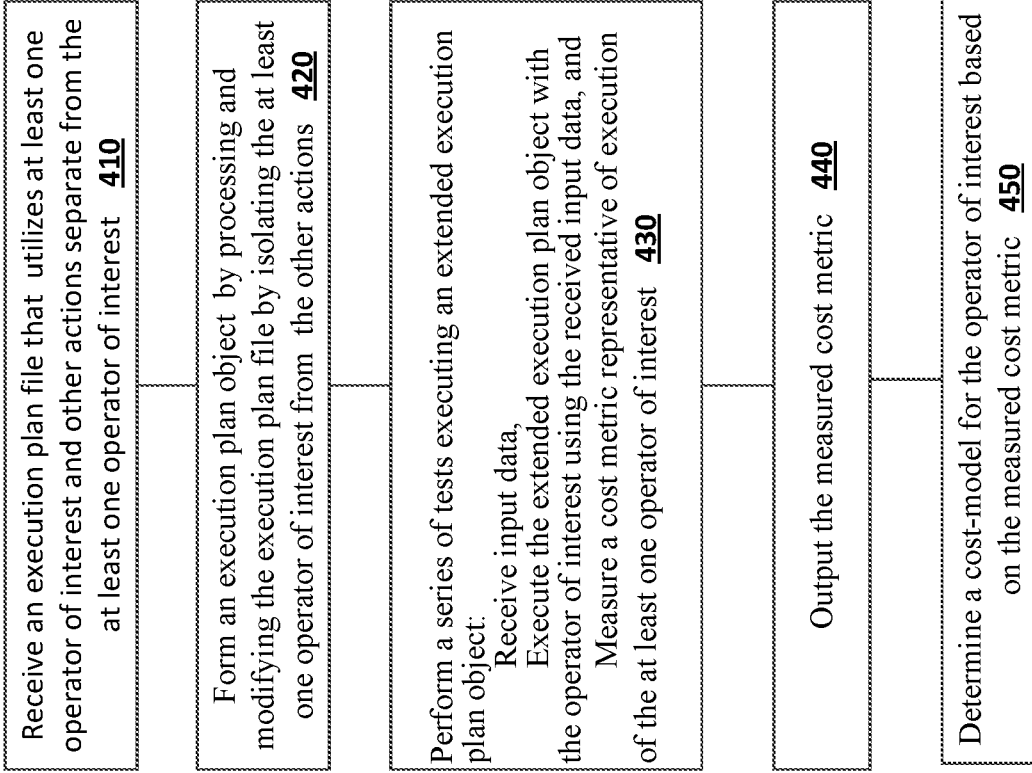 Receive an execution plan file that utilizes at least one
operator of interest and other actions separate from the
at least one operator of interest 410
Form an execution plan object by processing and
modifying the execution plan file by isolating the at least
one operator of interest from the other actions 420
Perform a series of tests executing an extended execution
plan object:
Receive input data,
Execute the extended execution plan object with
the operator of interest using the received input data, and
Measure a cost metric representative of execution
of the at least one operator of interest 430
Output the measured cost metric 440
Determine a cost-model for the operator of interest based
on the measured cost metric 450